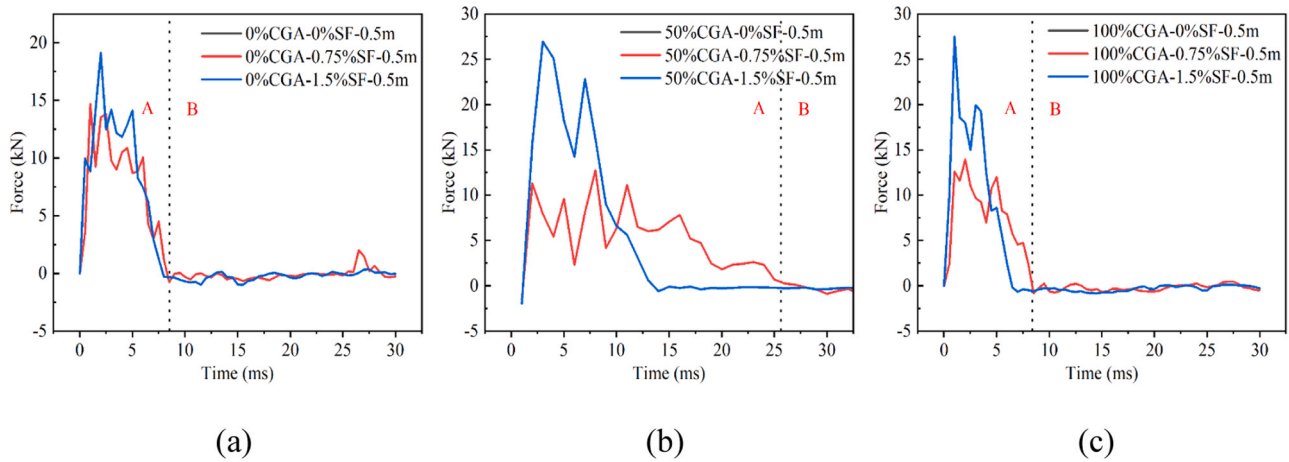 0%CGA-0%SF-0.5m
0%CGA-0.75%SF-0.5m
0%CGA-1.5%SF-0.5m
A B
20
15
10
5
0
-5
Force (kN)
0 5 10 15 20 25 30
Time (ms)
(a)
50%CGA-0%SF-0.5m
50%CGA-0.75%SF-0.5m
50%CGA-1.5%SF-0.5m
A B
30
25
20
15
10
5
0
-5
Force (kN)
0 5 10 15 20 25 30
Time (ms)
(b)
100%CGA-0%SF-0.5m
100%CGA-0.75%SF-0.5m
100%CGA-1.5%SF-0.5m
A B
30
25
20
15
10
5
0
-5
Force (kN)
0 5 10 15 20 25 30
Time (ms)
(c)